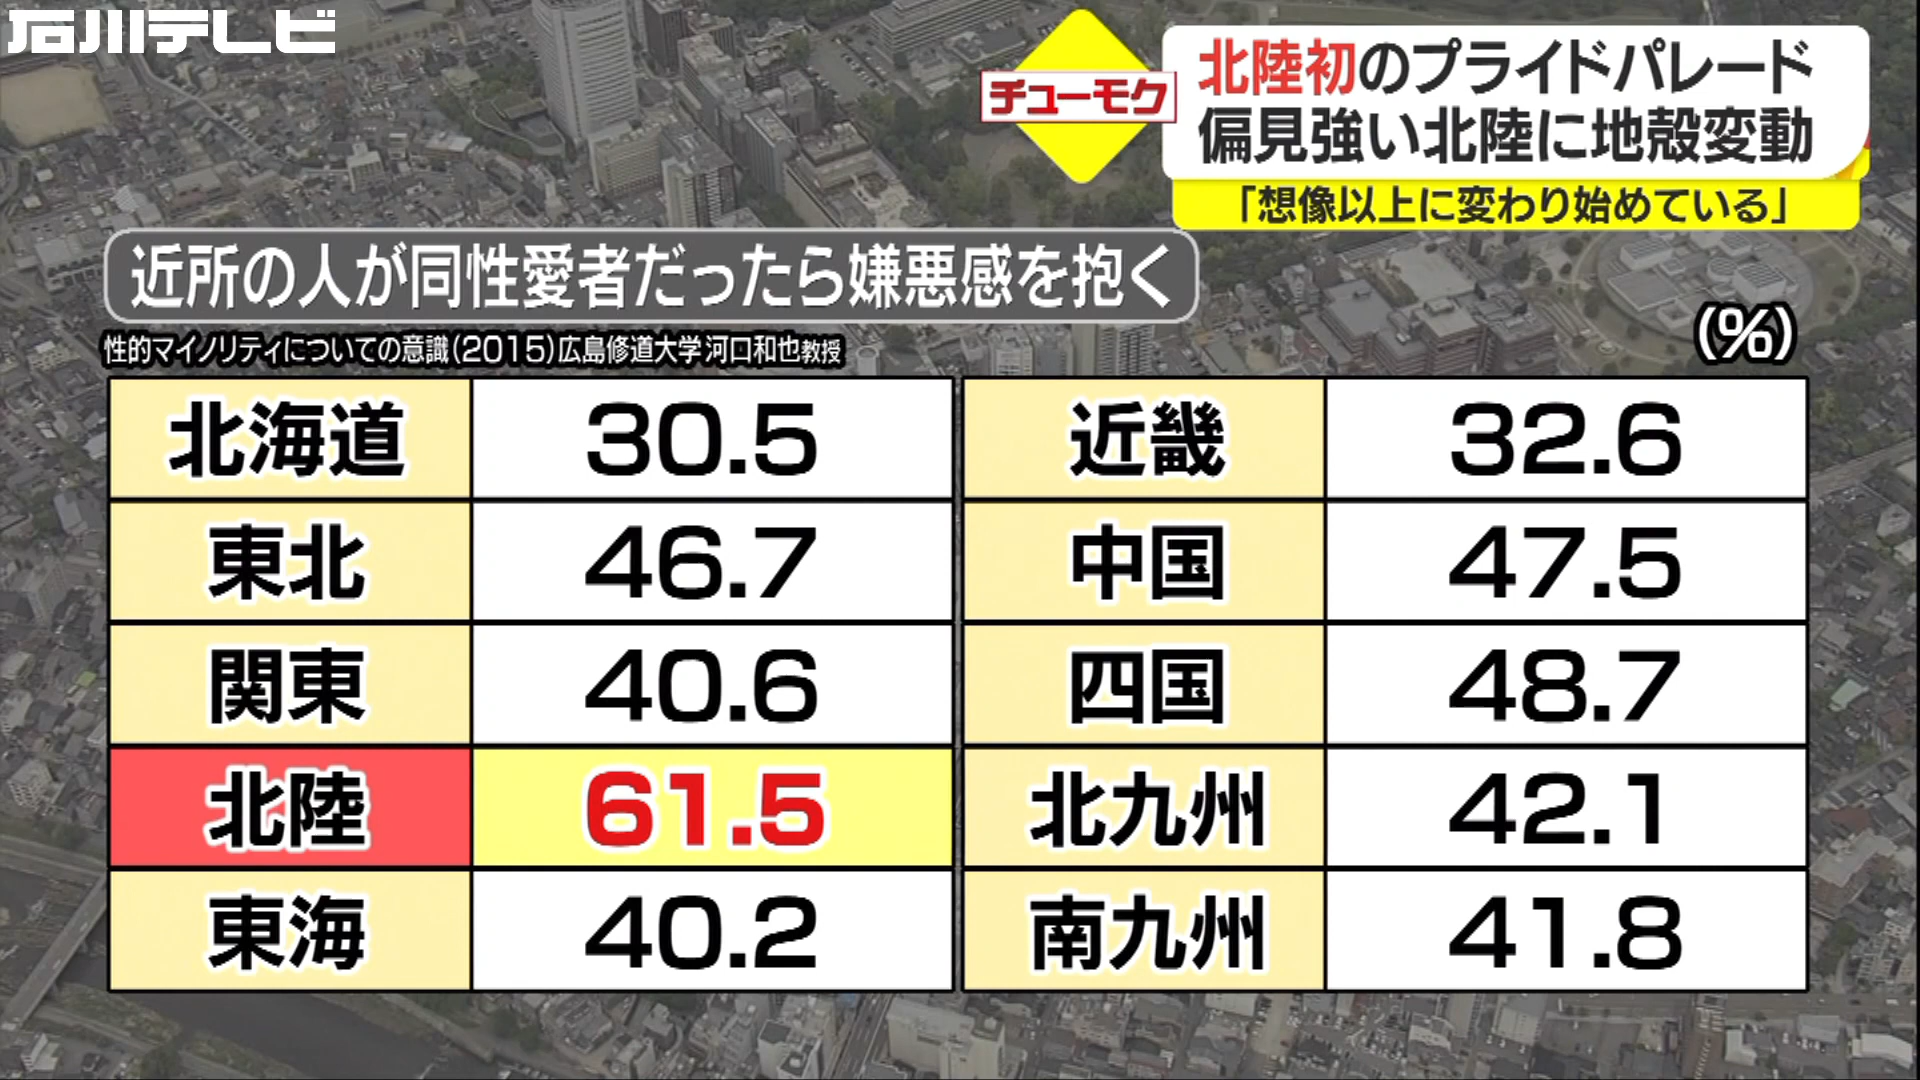 石川テレビ
チューモク
北陸初のプライドパレード
偏見強い北陸に地殻変動
「想像以上に変わり始めている」
近所の人が同性愛者だったら嫌悪感を抱く
性的マイノリティについての意識(2015)広島修道大学 河口和也教授
(%)
北海道 30.5 近畿 32.6
東北 46.7 中国 47.5
関東 40.6 四国 48.7
北陸 61.5 北九州 42.1
東海 40.2 南九州 41.8